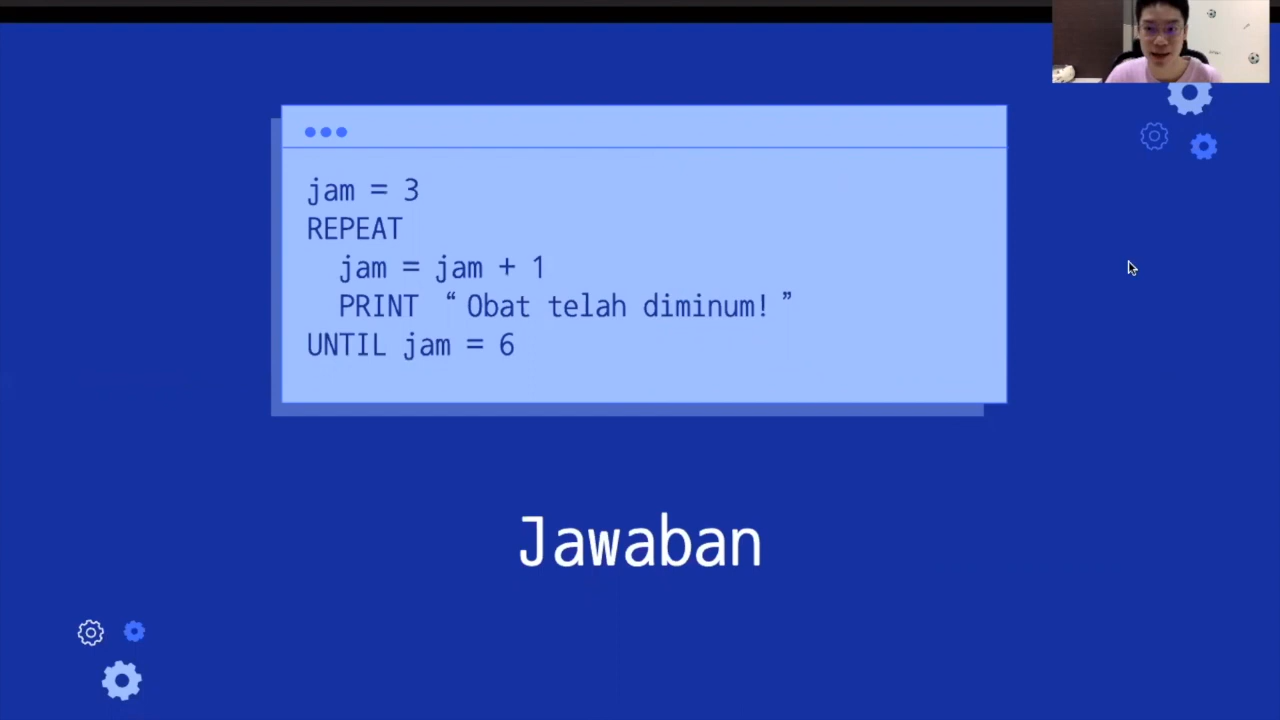 jam = 3
REPEAT
jam = jam + 1
PRINT “Obat telah diminum!”
UNTIL jam = 6
Jawaban